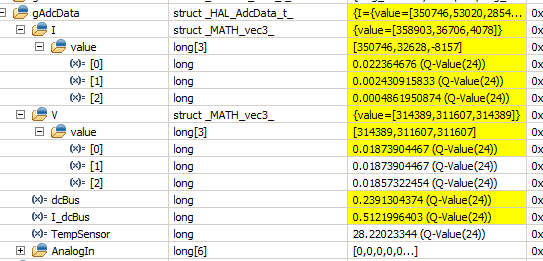 gAdcData struct _HAL_AdcData_t_ {I={value=[350746,53020,2854... 0x
I struct _MATH_vec3_ {value=[358903,36706,4078]} 0x
value long[3] [350746,32628,-8157] 0x
(x)= [0] long 0.022364676 (Q-Value(24)) 0x
(x)= [1] long 0.002430915833 (Q-Value(24)) 0x
(x)= [2] long 0.0004861950874 (Q-Value(24)) 0x
V struct _MATH_vec3_ {value=[314389,311607,314389]} 0x
value long[3] [314389,311607,311607] 0x
(x)= [0] long 0.01873904467 (Q-Value(24)) 0x
(x)= [1] long 0.01873904467 (Q-Value(24)) 0x
(x)= [2] long 0.01857322454 (Q-Value(24)) 0x
(x)= dcBus long 0.2391304374 (Q-Value(24)) 0x
(x)= I_dcBus long 0.5121996403 (Q-Value(24)) 0x
(x)= TempSensor long 28.22023344 (Q-Value(24)) 0x
AnalogIn long[6] [0,0,0,0,0...] 0x